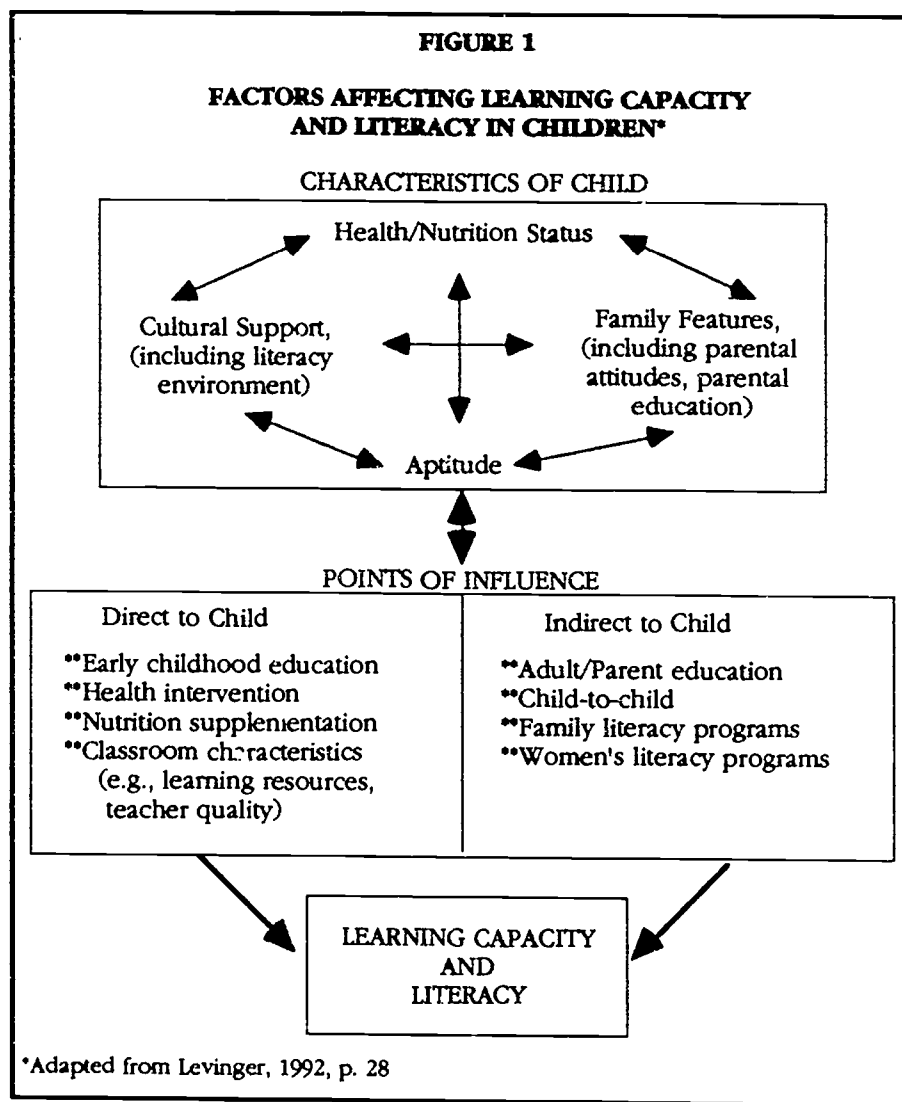 FIGURE 1
FACTORS AFFECTING LEARNING CAPACITY
AND LITERACY IN CHILDREN*
CHARACTERISTICS OF CHILD
Health/Nutrition Status
Cultural Support,
(including literacy
environment)
Family Features,
(including parental
attitudes, parental
education)
Aptitude
POINTS OF INFLUENCE
Direct to Child
**Early childhood education
**Health intervention
**Nutrition supplementation
**Classroom characteristics
(e.g., learning resources,
teacher quality)
Indirect to Child
**Adult/Parent education
**Child-to-child
**Family literacy programs
**Women's literacy programs
LEARNING CAPACITY
AND
LITERACY
*Adapted from Levinger, 1992, p. 28